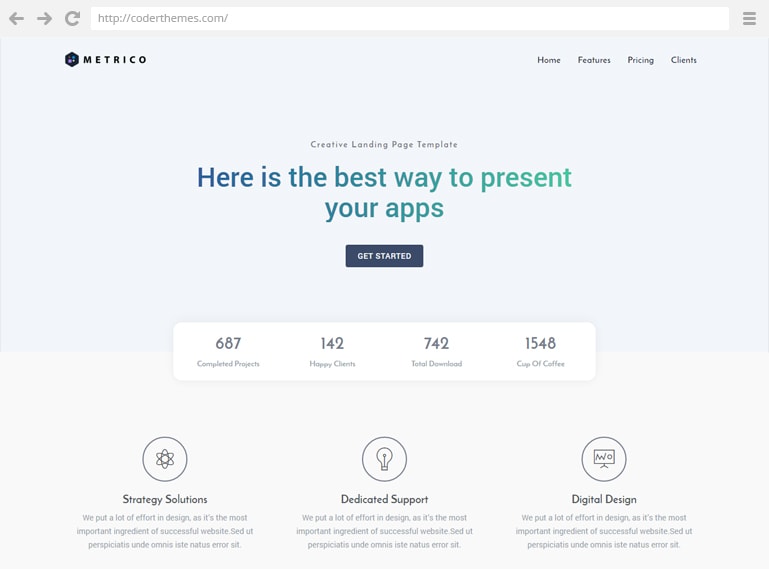 http://coderthemes.com/
METRICO
Home Features Pricing Clients
Creative Landing Page Template
Here is the best way to present
your apps
GET STARTED
687 142 742 1548
Completed Projects Happy Clients Total Download Cup Of Coffee
Strategy Solutions
We put a lot of effort in design, as it's the most
important ingredient of successful website.Sed ut
perspiciatis unde omnis iste natus error sit.
Dedicated Support
We put a lot of effort in design, as it's the most
important ingredient of successful website.Sed ut
perspiciatis unde omnis iste natus error sit.
Digital Design
We put a lot of effort in design, as it's the most
important ingredient of successful website.Sed ut
perspiciatis unde omnis iste natus error sit.